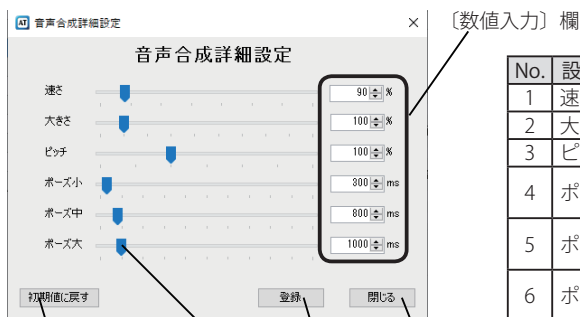 AT 音声合成詳細設定 ×
〔数値入力〕欄
音声合成詳細設定
速さ 90 %
大きさ 100 %
ピッチ 100 %
ポーズ小 300 ms
ポーズ中 800 ms
ポーズ大 1000 ms
初期値に戻す 登録 閉じる
No. 設
1 速
2 大
3 ピ
4 ポ
5 ポ
6 ポ